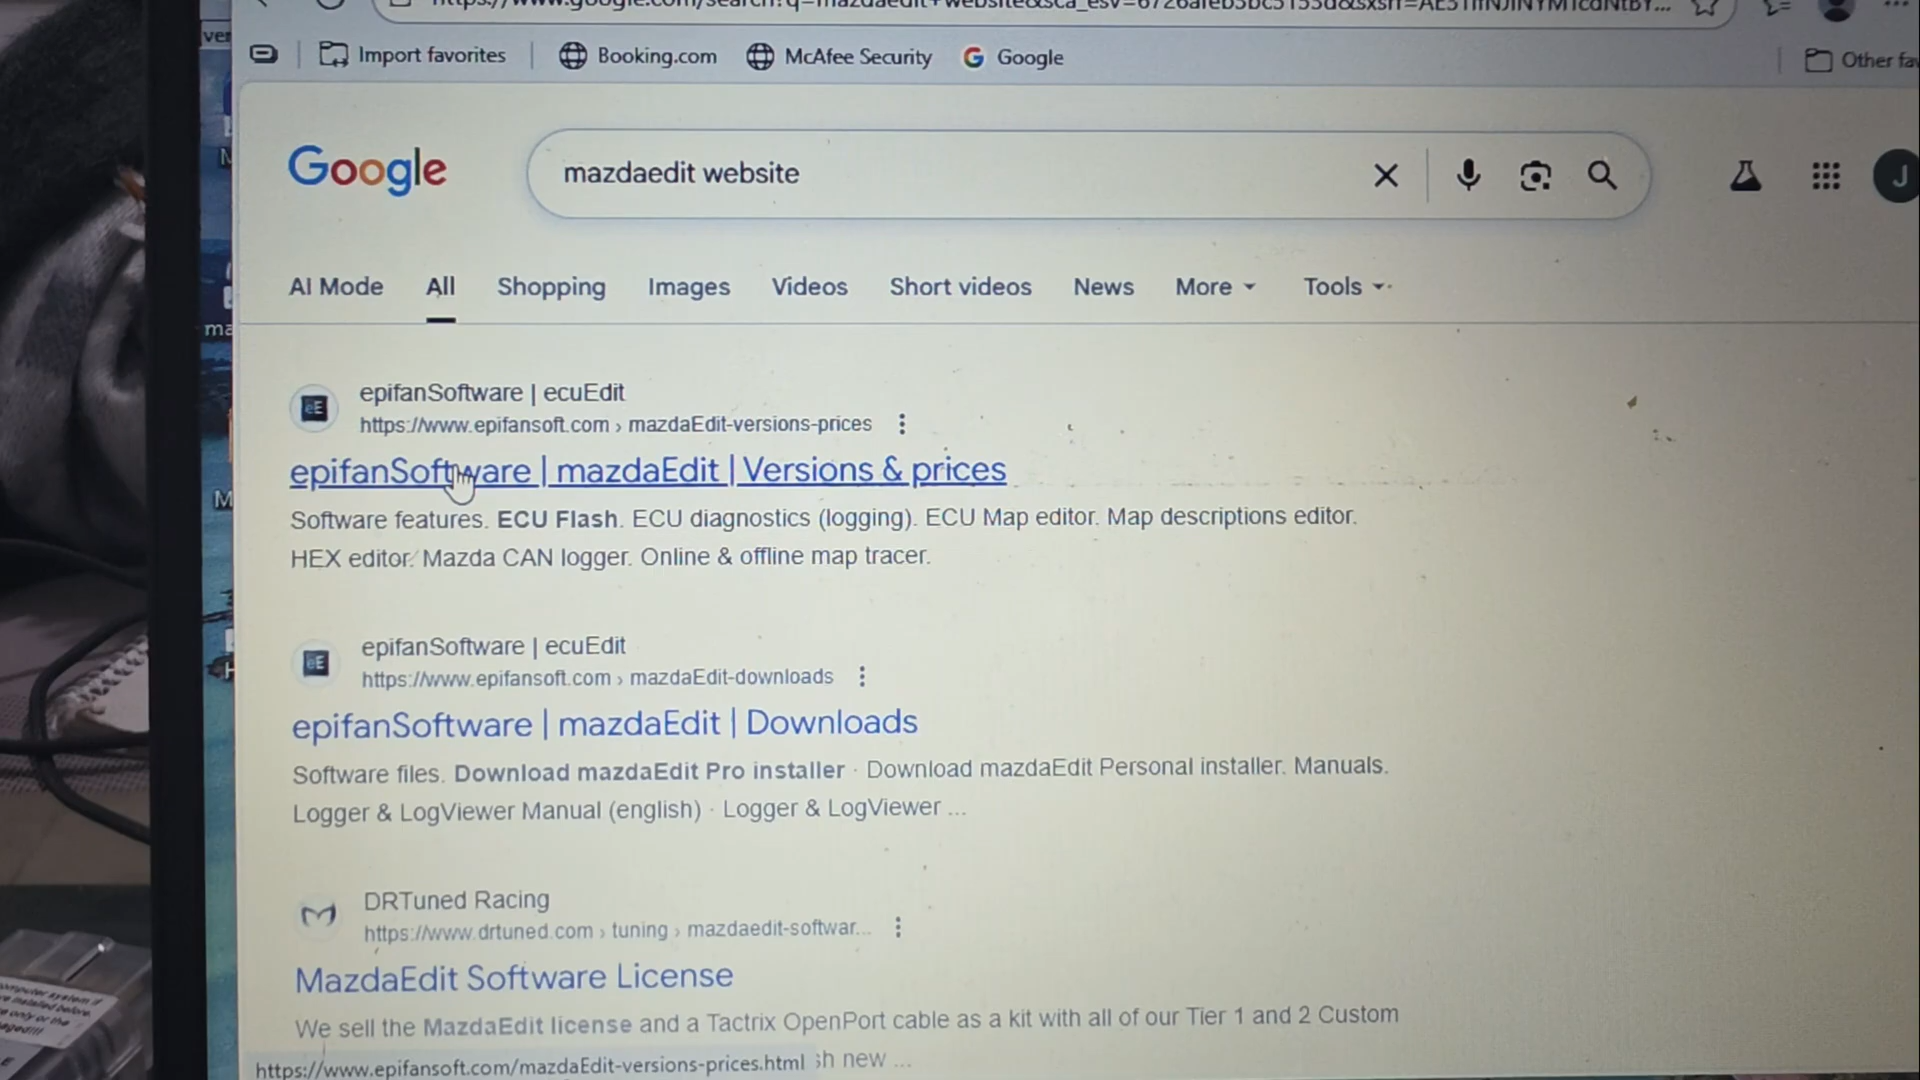 Import favorites
Booking.com
McAfee Security
Google
Other
Google
mazdaedit website
J
AI Mode
All
Shopping
Images
Videos
Short videos
News
More
Tools
eE
epifanSoftware | ecuEdit
https://www.epifansoft.com › mazdaEdit-versions-prices
epifanSoftware | mazdaEdit | Versions & prices
Software features. ECU Flash. ECU diagnostics (logging). ECU Map editor. Map descriptions editor.
HEX editor. Mazda CAN logger. Online & offline map tracer.
eE
epifanSoftware | ecuEdit
https://www.epifansoft.com › mazdaEdit-downloads
epifanSoftware | mazdaEdit | Downloads
Software files. Download mazdaEdit Pro installer · Download mazdaEdit Personal installer. Manuals.
Logger & LogViewer Manual (english) · Logger & LogViewer ...
DRTuned Racing
https://www.drtuned.com › tuning › mazdaedit-softwar...
MazdaEdit Software License
We sell the MazdaEdit license and a Tactrix OpenPort cable as a kit with all of our Tier 1 and 2 Custom
new ...
https://www.epifansoft.com/mazdaEdit-versions-prices.html